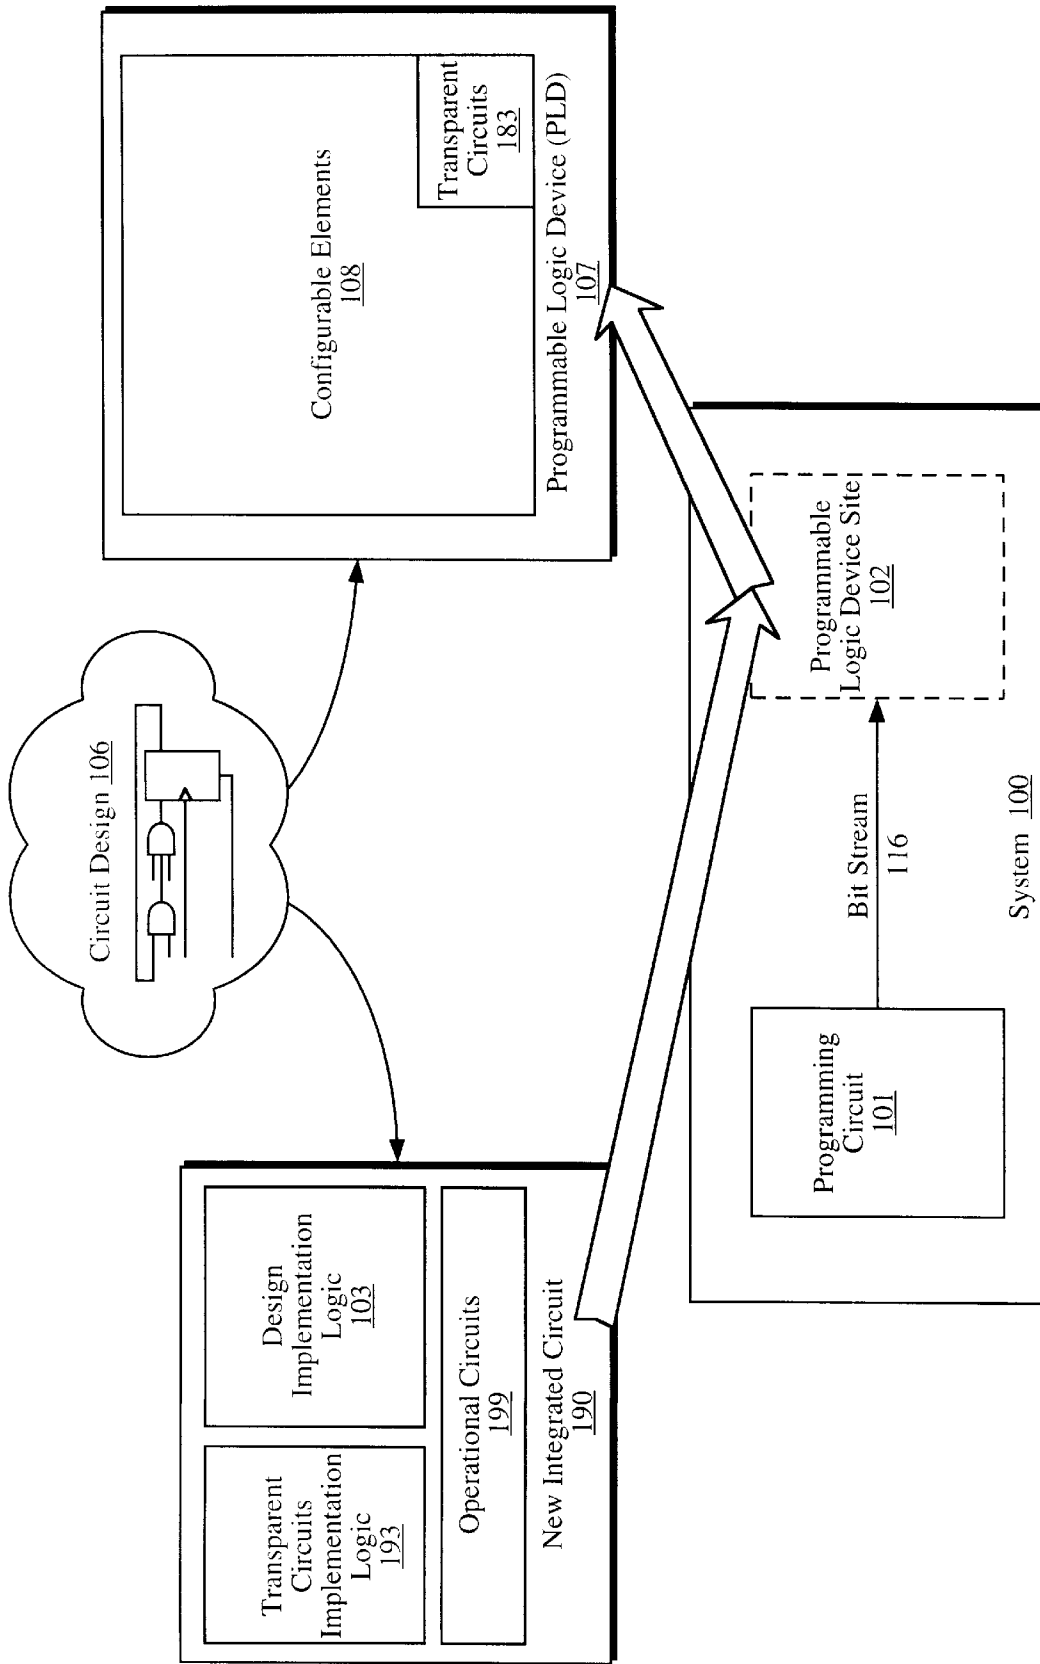 Circuit Design 106
Transparent
Circuits
Implementation
Logic
193
Design
Implementation
Logic
103
Operational Circuits
199
New Integrated Circuit
190
Configurable Elements
108
Transparent
Circuits
183
Programmable Logic Device (PLD)
107
Programming
Circuit
101
Bit Stream
116
Programmable
Logic Device Site
102
System 100